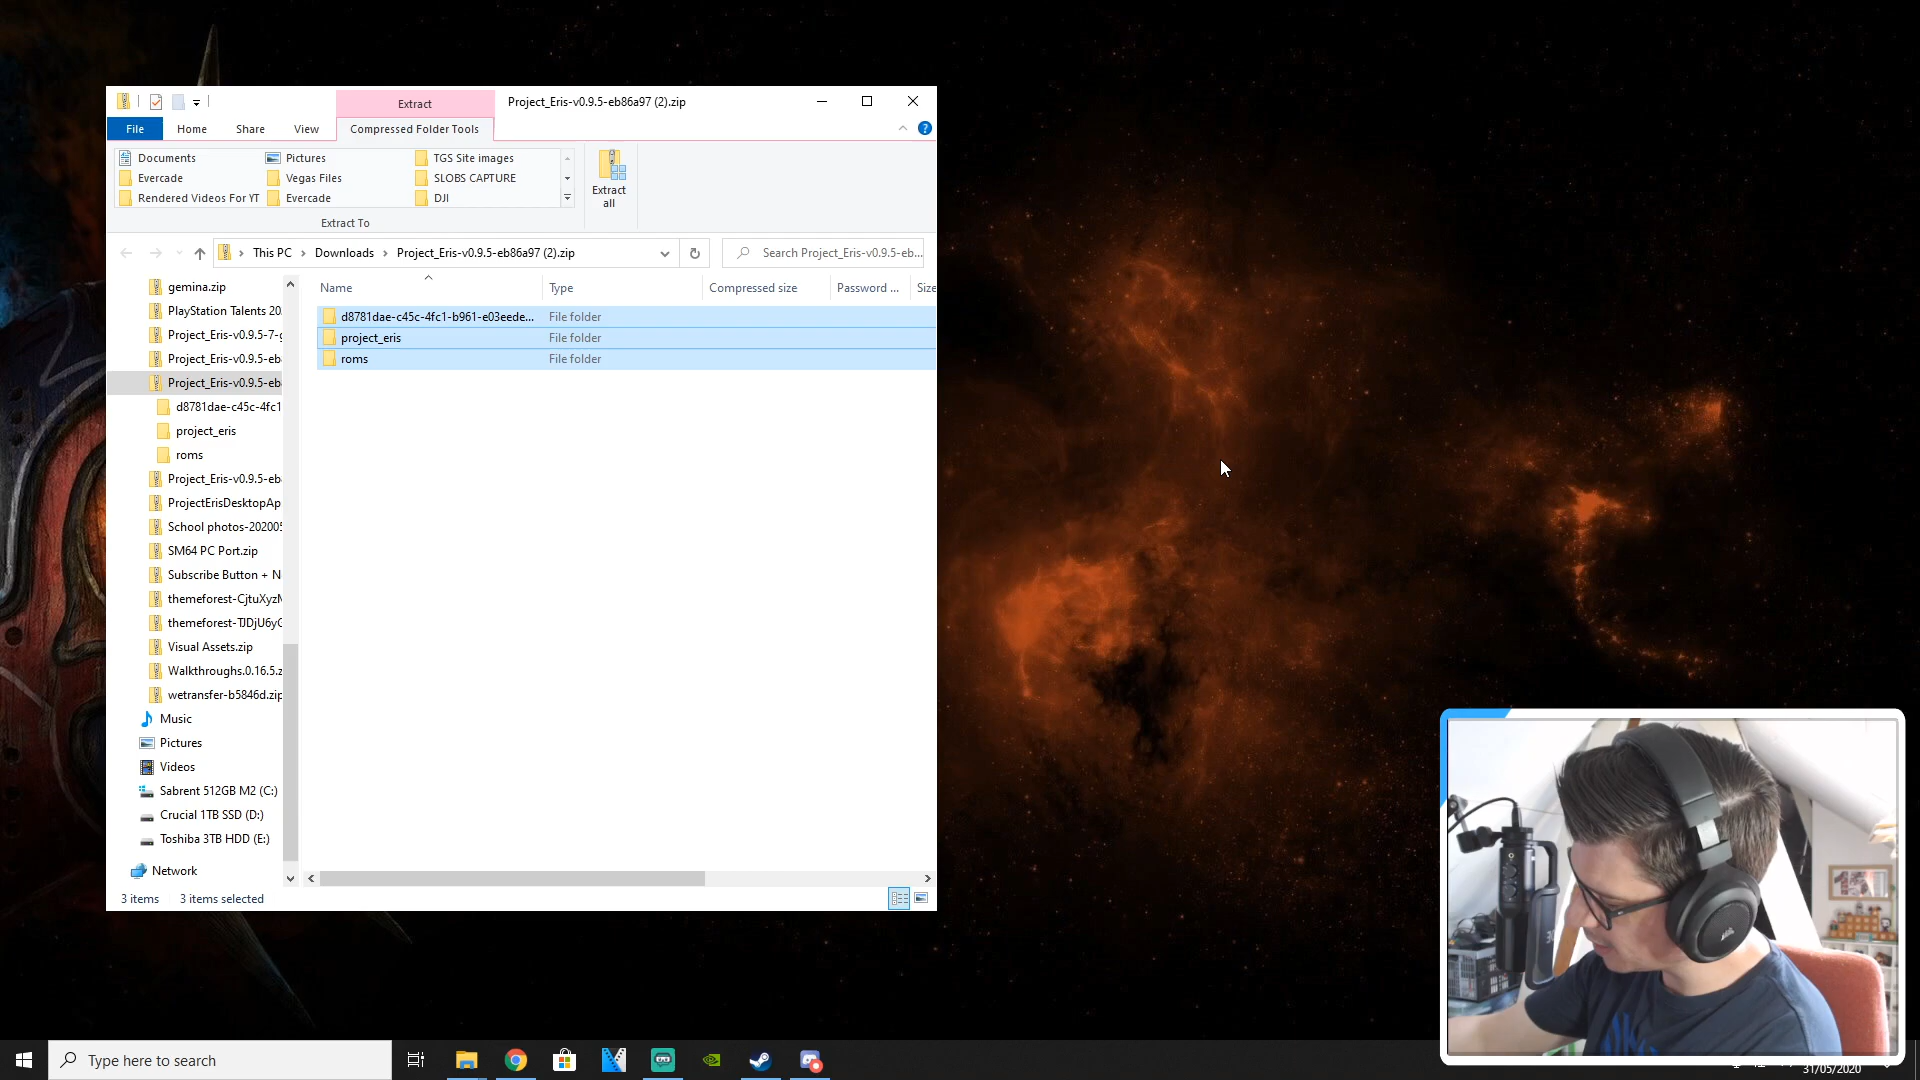 Extract
Project_Eris-v0.9.5-eb86a97 (2).zip
File
Home
Share
View
Compressed Folder Tools
Documents
Pictures
TGS Site images
Evercade
Vegas Files
SLOBS CAPTURE
Rendered Videos For YT
Evercade
DJI
Extract all
Extract To
This PC
Downloads
Project_Eris-v0.9.5-eb86a97 (2).zip
Search Project_Eris-v0.9.5-eb...
Name
Type
Compressed size
Password ...
Size
gemina.zip
PlayStation Talents 20
Project_Eris-v0.9.5-7-g
Project_Eris-v0.9.5-eb
Project_Eris-v0.9.5-eb
d8781dae-c45c-4fc1
project_eris
roms
Project_Eris-v0.9.5-eb
ProjectErisDesktopAp
School photos-202005
SM64 PC Port.zip
Subscribe Button + N
themeforest-CjtuXyzM
themeforest-TJDjU6yG
Visual Assets.zip
Walkthroughs.0.16.5.z
wetransfer-b5846d.zip
Music
Pictures
Videos
Sabrent 512GB M2 (C:)
Crucial 1TB SSD (D:)
Toshiba 3TB HDD (E:)
Network
d8781dae-c45c-4fc1-b961-e03eede...
File folder
project_eris
File folder
roms
File folder
3 items
3 items selected
Type here to search
31/05/2020